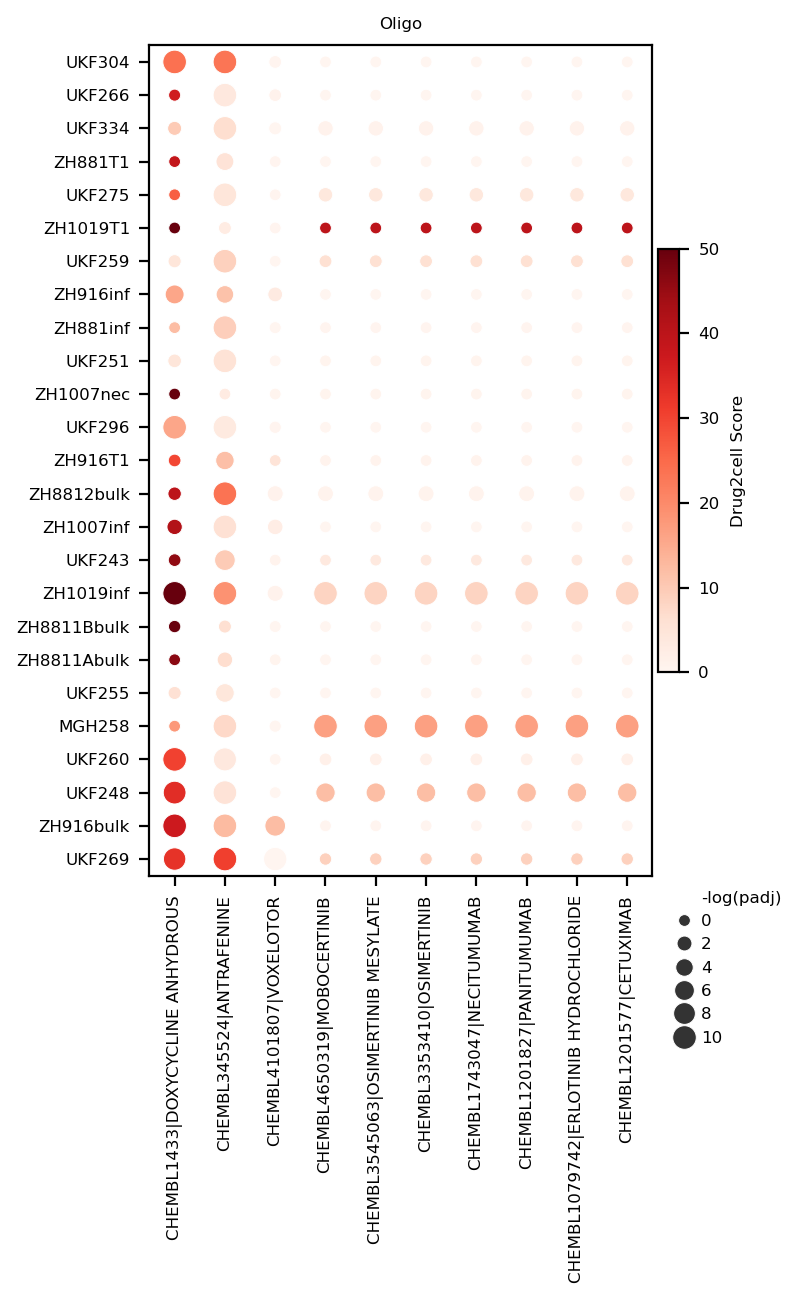 Oligo
UKF304
UKF266
UKF334
ZH881T1
UKF275
ZH1019T1
UKF259
ZH916inf
ZH881inf
UKF251
ZH1007nec
UKF296
ZH916T1
ZH8812bulk
ZH1007inf
UKF243
ZH1019inf
ZH8811Bbulk
ZH8811Abulk
UKF255
MGH258
UKF260
UKF248
ZH916bulk
UKF269
50
40
30
20
10
0
Drug2cell Score
CHEMBL1433|DOXYCYCLINE ANHYDROUS
CHEMBL345524|ANTRAFENINE
CHEMBL4101807|VOXELOTOR
CHEMBL4650319|MOBOCERTINIB
CHEMBL3545063|OSIMERTINIB MESYLATE
CHEMBL3353410|OSIMERTINIB
CHEMBL1743047|NECITUMUMAB
CHEMBL1201827|PANITUMUMAB
CHEMBL1079742|ERLOTINIB HYDROCHLORIDE
CHEMBL1201577|CETUXIMAB
-log(padj)
0
2
4
6
8
10